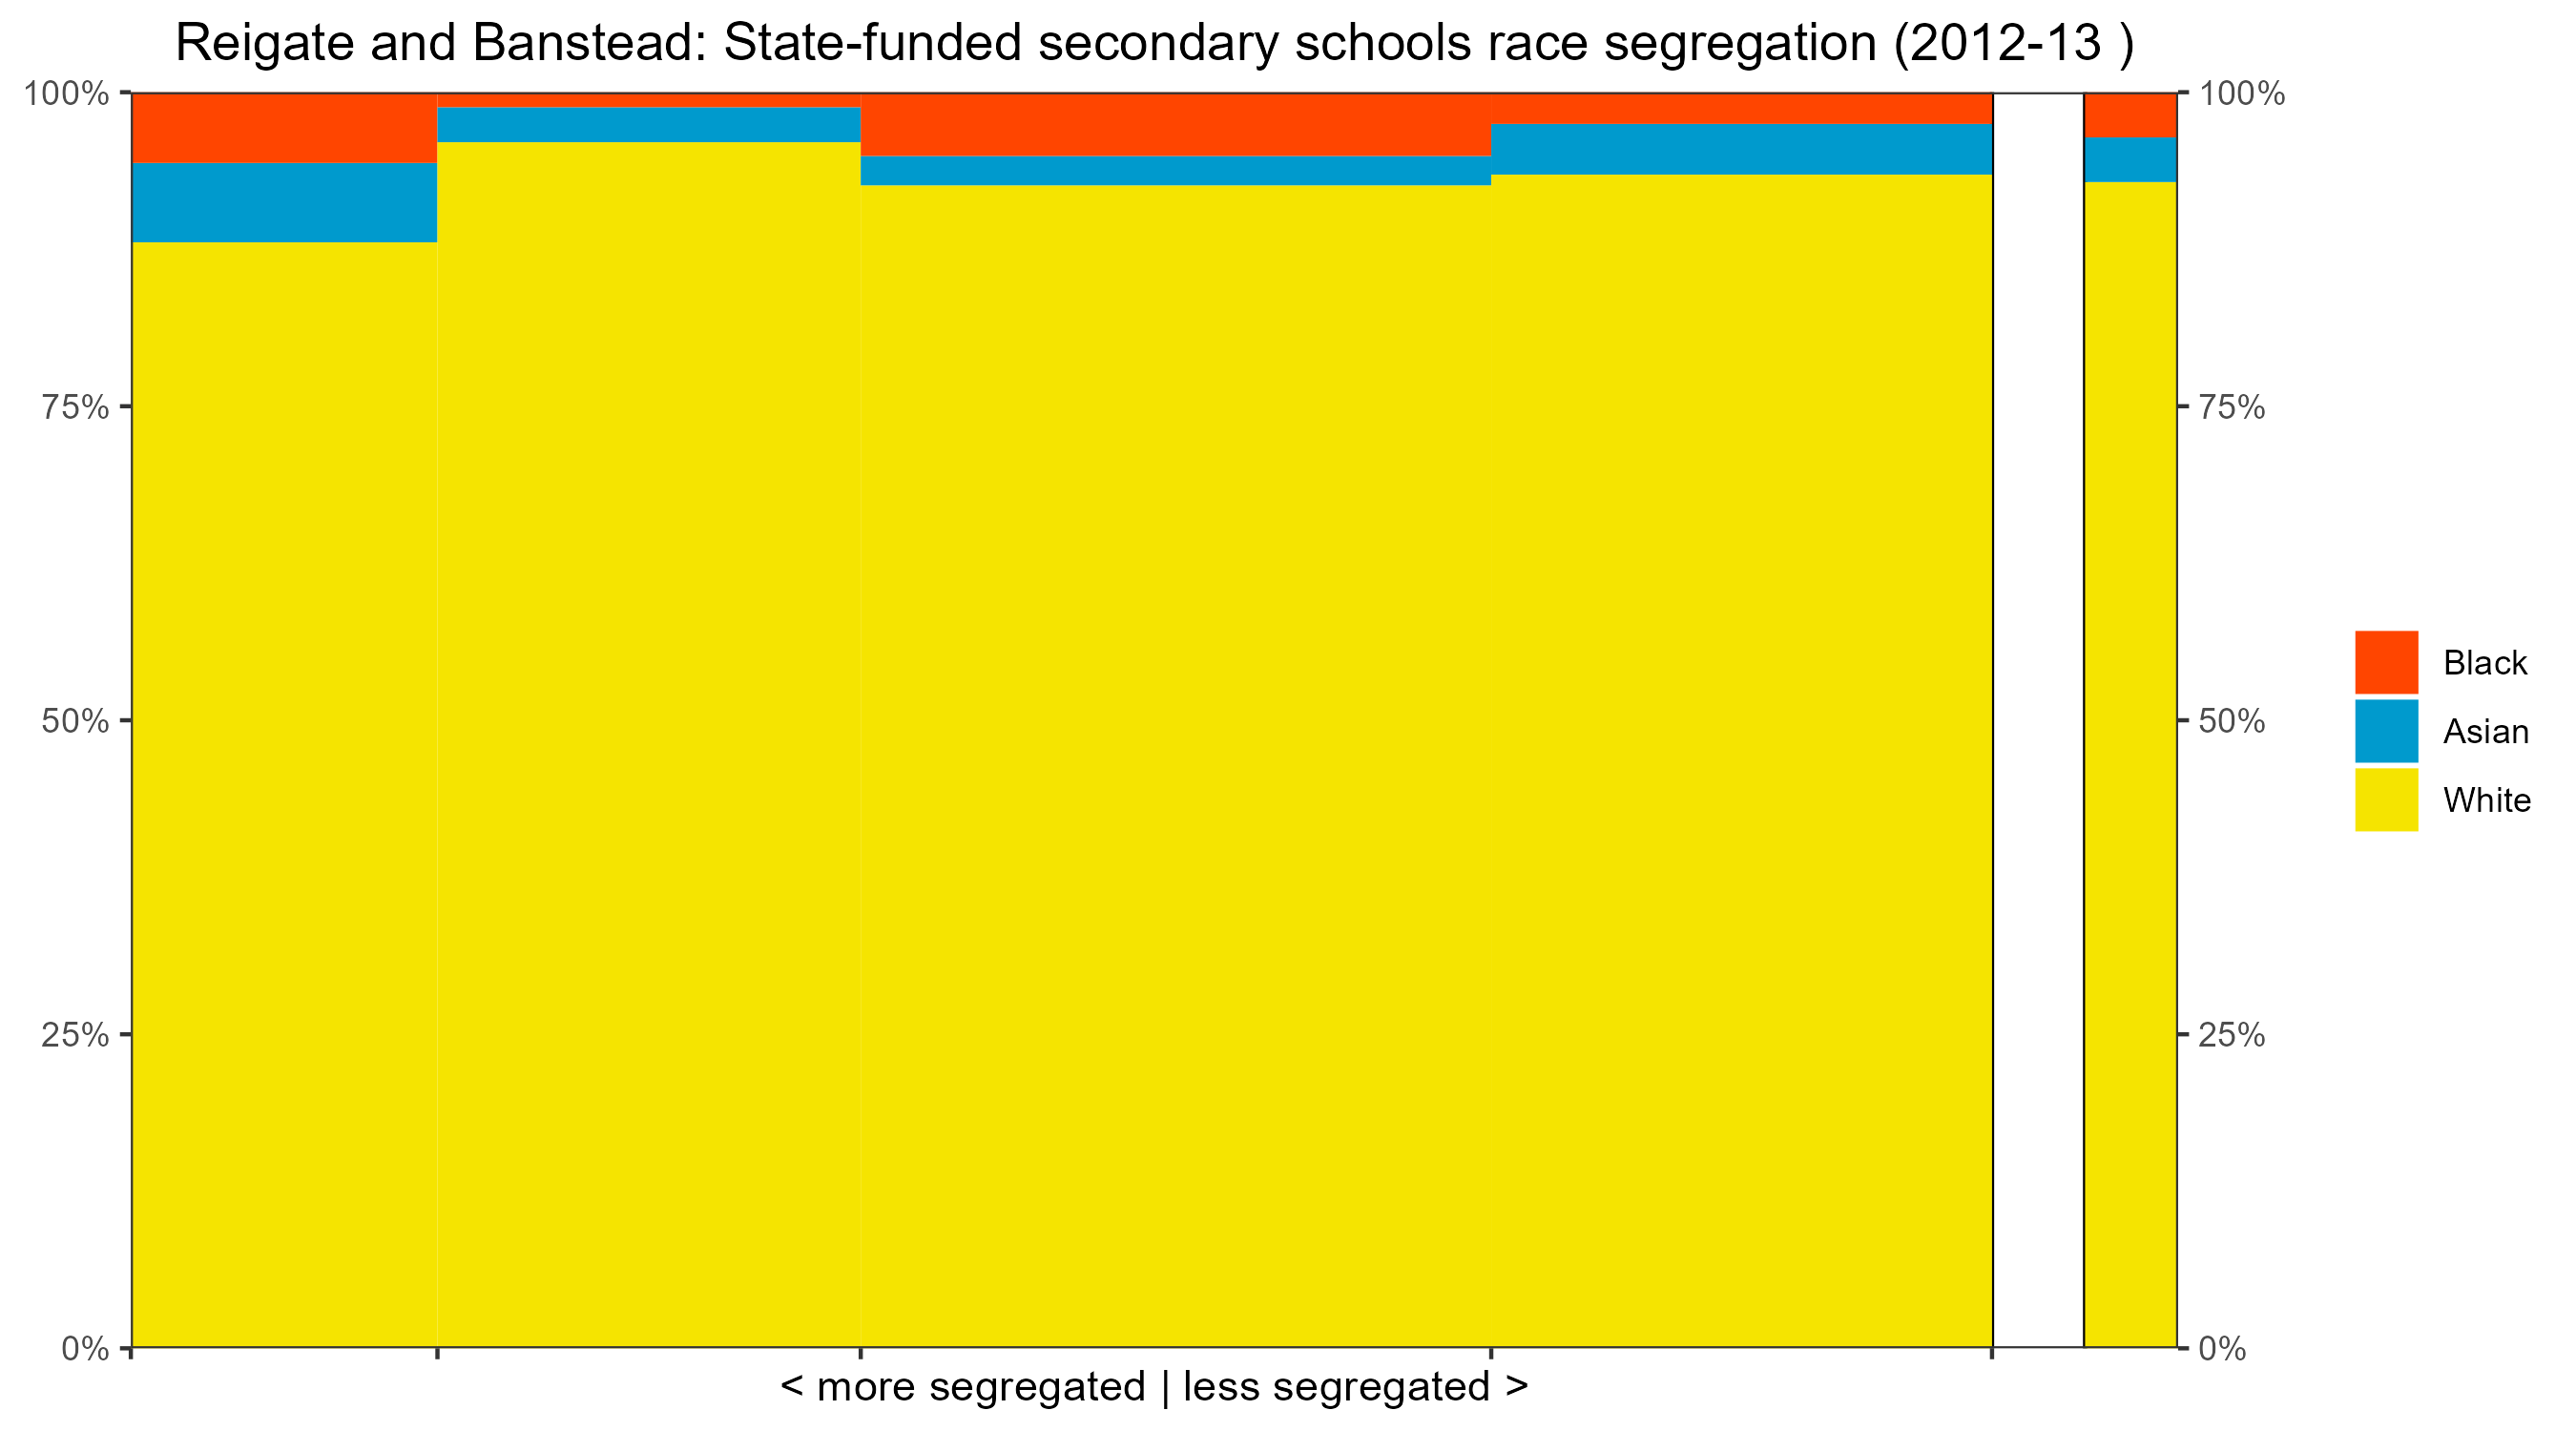 Reigate and Banstead: State-funded secondary schools race segregation (2012-13 )
100%
75%
50%
25%
0%
100%
75%
50%
25%
0%
< more segregated | less segregated >
Black
Asian
White